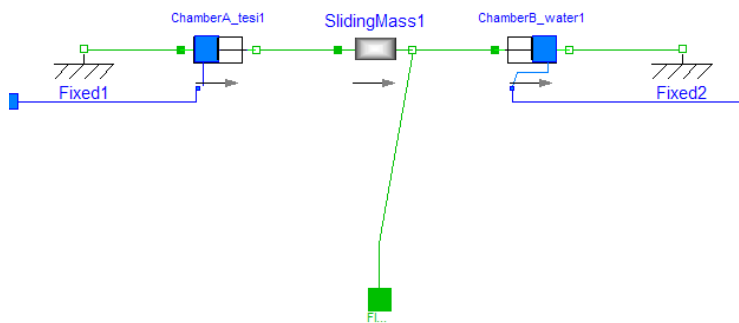 ChamberA_tesi1
SlidingMass1
ChamberB_water1
Fixed1
Fixed2
Fl...